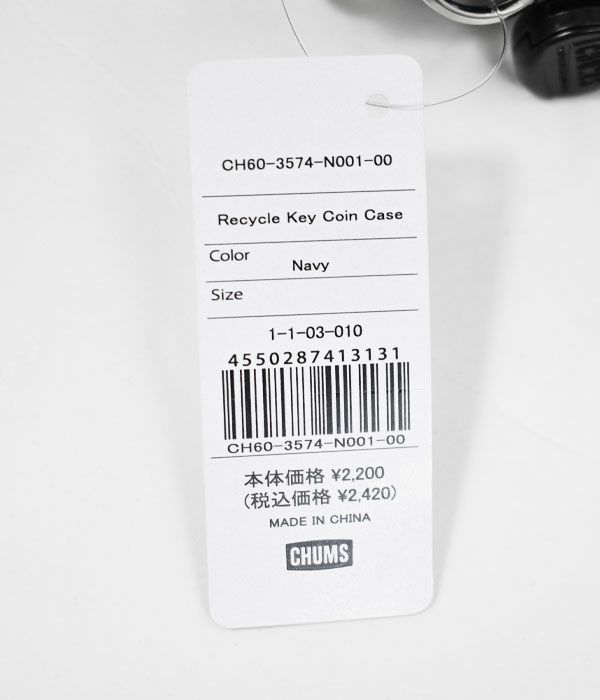 CH60-3574-N001-00
Recycle Key Coin Case
Color Navy
Size
1-1-03-010
4550287413131
CH60-3574-N001-00
本体価格 ¥2,200
(税込価格 ¥2,420)
MADE IN CHINA
CHUMS